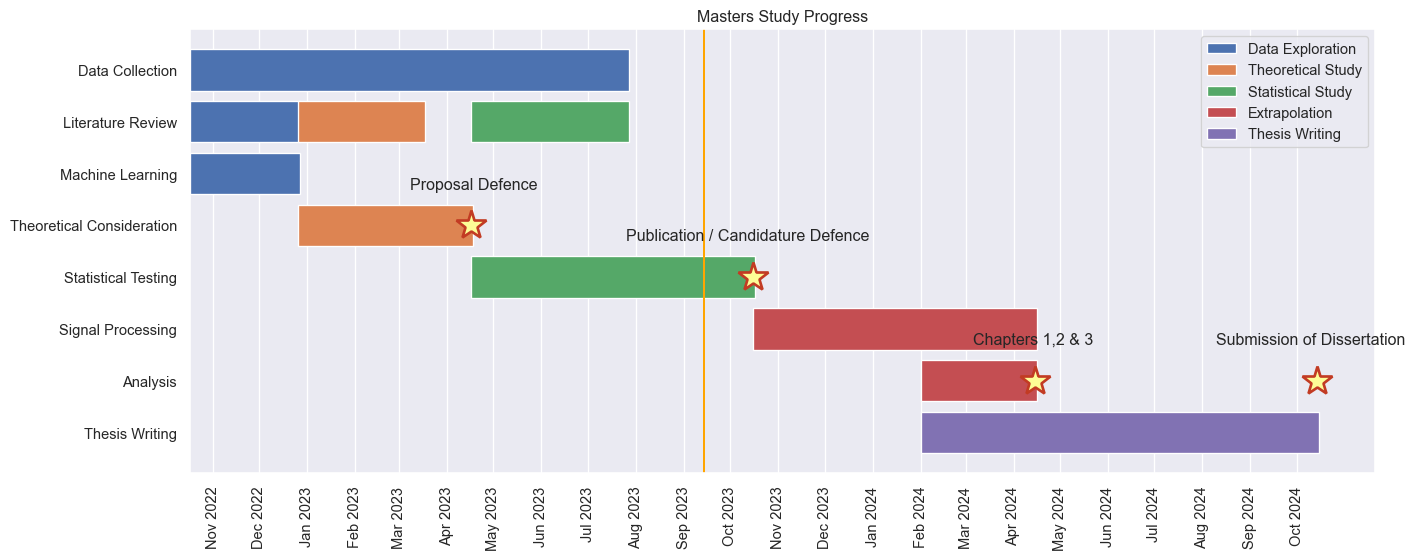 Masters Study Progress
Data Exploration
Theoretical Study
Statistical Study
Extrapolation
Thesis Writing
Data Collection
Literature Review
Machine Learning
Theoretical Consideration
Statistical Testing
Signal Processing
Analysis
Thesis Writing
Proposal Defence
Publication / Candidature Defence
Chapters 1,2 & 3
Submission of Dissertation
Nov 2022
Dec 2022
Jan 2023
Feb 2023
Mar 2023
Apr 2023
May 2023
Jun 2023
Jul 2023
Aug 2023
Sep 2023
Oct 2023
Nov 2023
Dec 2023
Jan 2024
Feb 2024
Mar 2024
Apr 2024
May 2024
Jun 2024
Jul 2024
Aug 2024
Sep 2024
Oct 2024